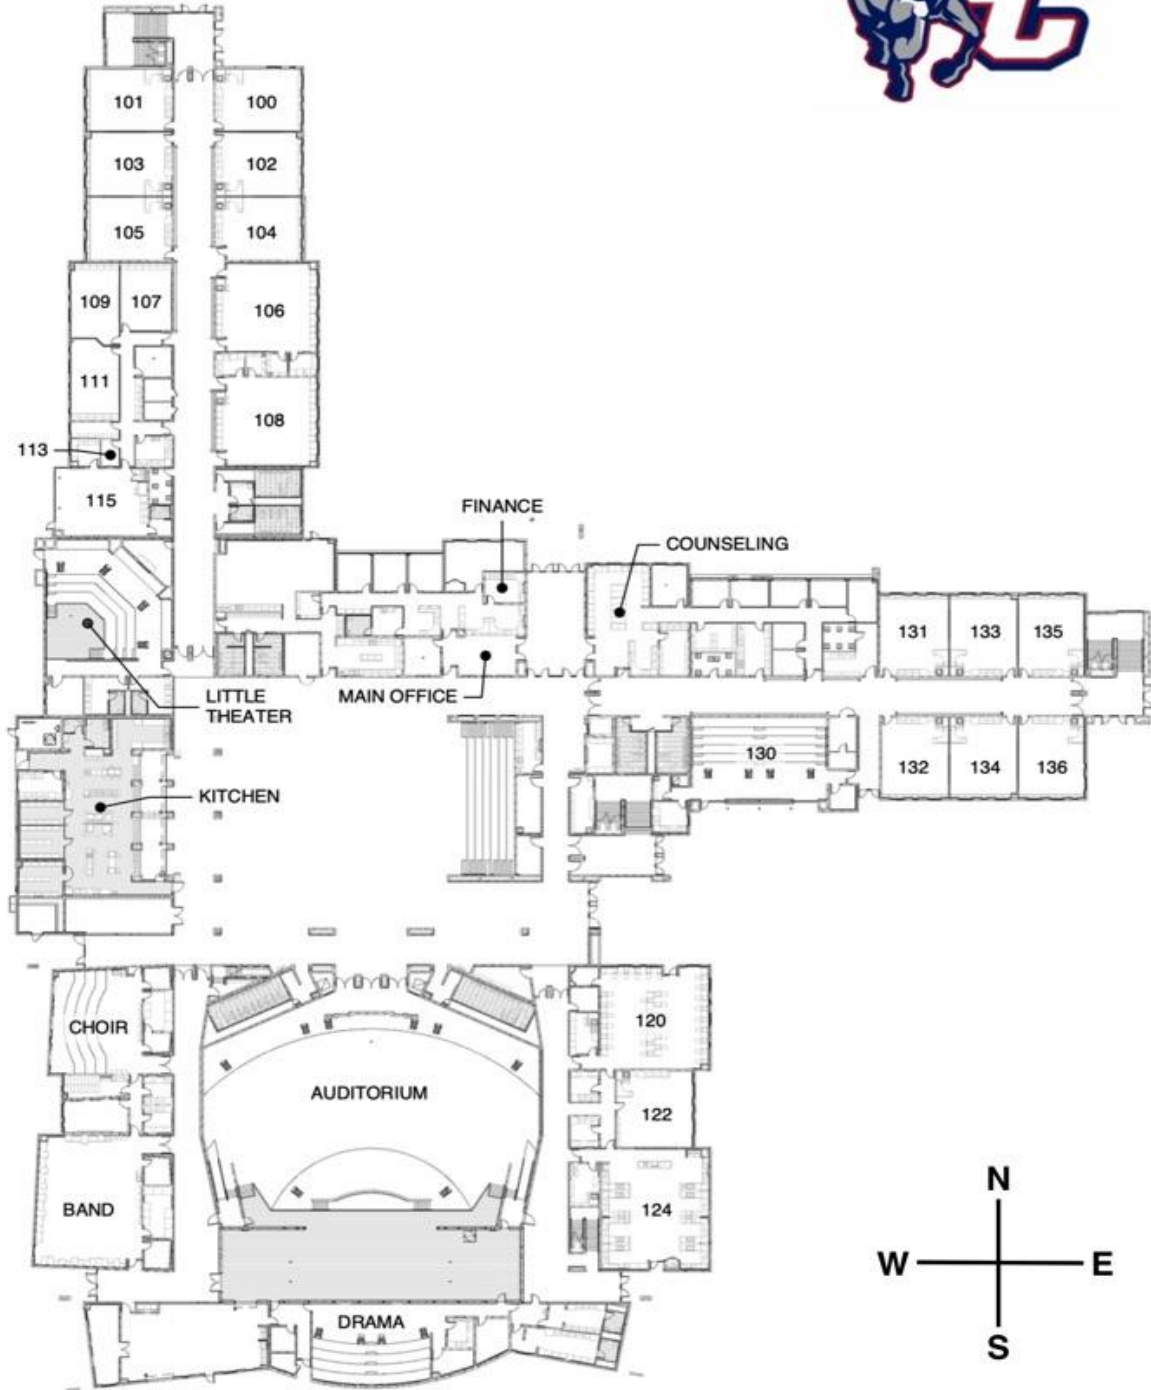 C
101
100
103
102
105
104
109
107
106
111
108
113
115
FINANCE
COUNSELING
131
133
135
LITTLE
THEATER
MAIN OFFICE
130
132
134
136
KITCHEN
CHOIR
120
AUDITORIUM
122
BAND
124
DRAMA
N
W
E
S